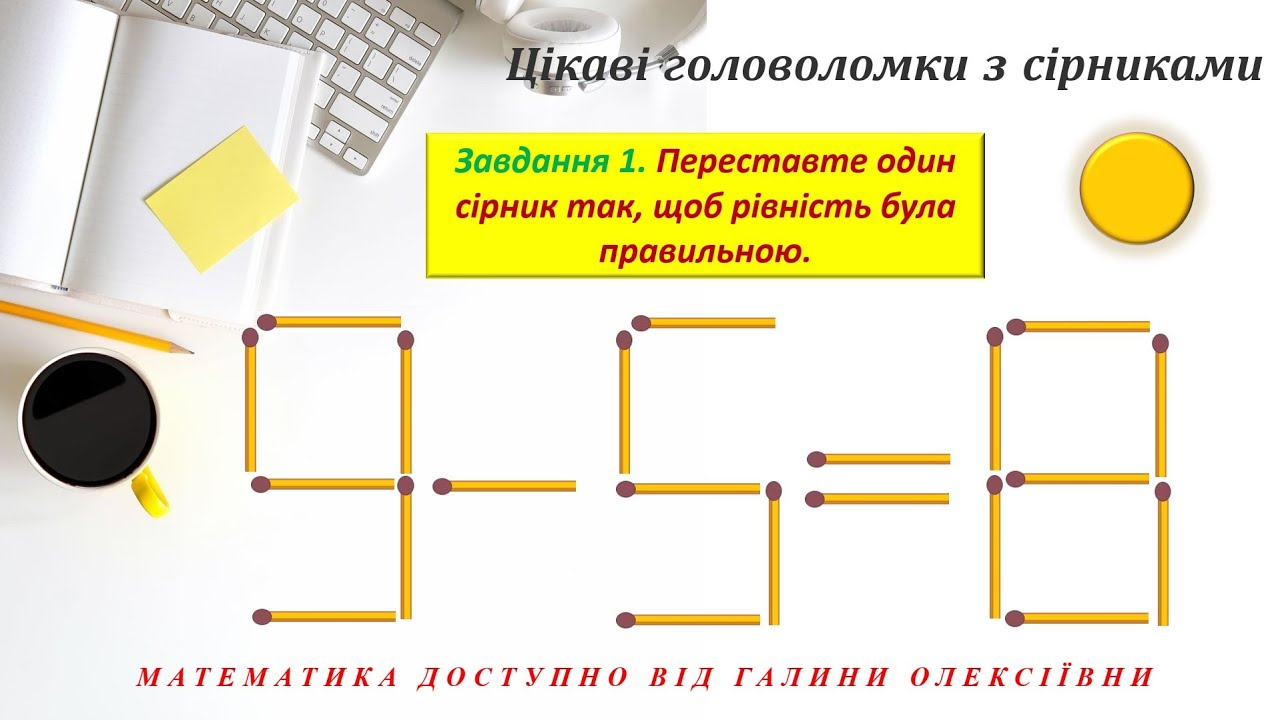 Цікаві головоломки з сірниками
Завдання 1. Переставте один
сірник так, щоб рівність була
правильною.
9-5=8
МАТЕМАТИКА ДОСТУПНО ВІД ГАЛИНИ ОЛЕКСІЇВНИ